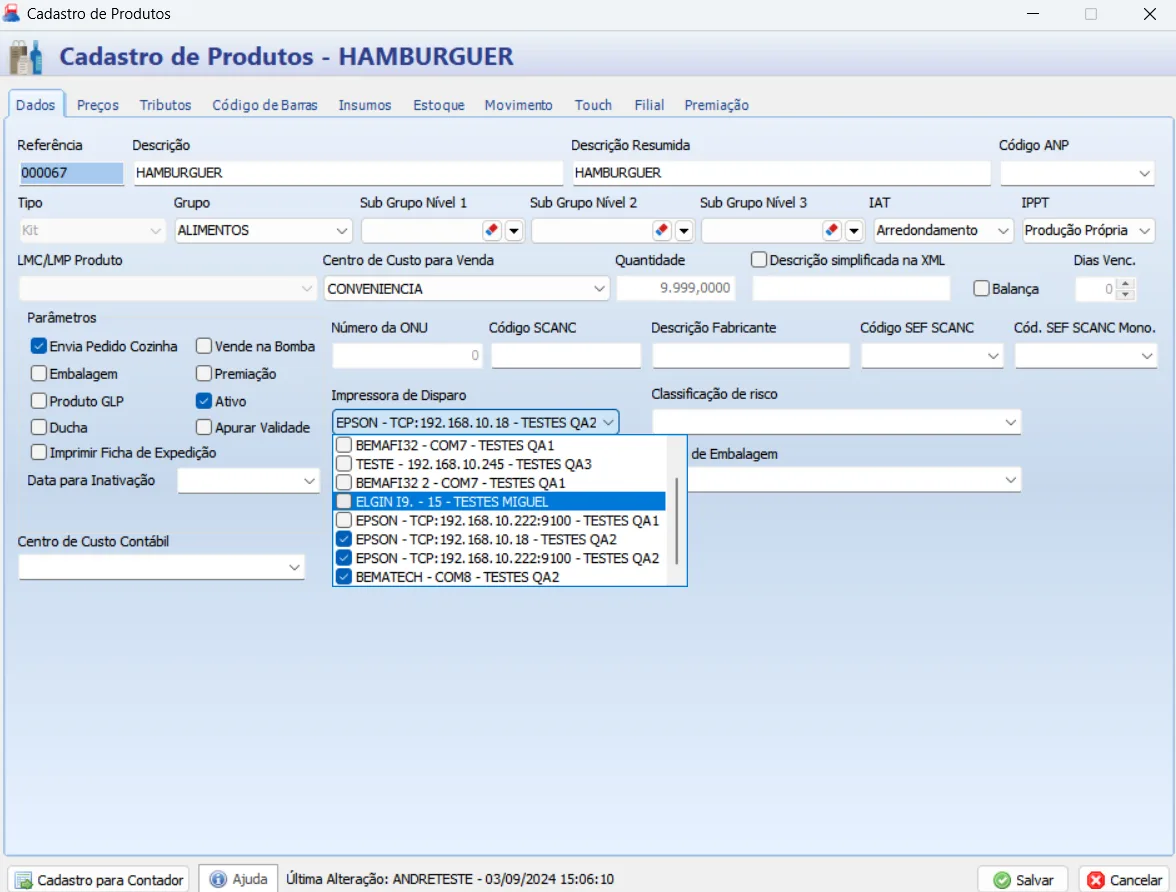 Cadastro de Produtos
Cadastro de Produtos - HAMBURGUER
Dados Preços Tributos Código de Barras Insumos Estoque Movimento Touch Filial Premiação
Referência Descrição Descrição Resumida Código ANP
000067 HAMBURGUER HAMBURGUER
Tipo Grupo Sub Grupo Nível 1 Sub Grupo Nível 2 Sub Grupo Nível 3 IAT IPPT
Kit ALIMENTOS Arredondamento Produção Própria
LMC/LMP Produto Centro de Custo para Venda Quantidade Descrição simplificada na XML Dias Venc.
CONVENIENCIA 9.999,0000 Balança 0
Parâmetros Número da ONU Código SCANC Descrição Fabricante Código SEF SCANC Cód. SEF SCANC Mono.
Envia Pedido Cozinha Vende na Bomba 0
Embalagem Premiação
Impressora de Disparo Classificação de risco
Produto GLP Ativo
EPSON - TCP:192.168.10.18 - TESTES QA2
Ducha Apurar Validade
BEMAFI32 - COM7 - TESTES QA1
Imprimir Ficha de Expedição de Embalagem
TESTE - 192.168.10.245 - TESTES QA3
Data para Inativação
BEMAFI32 2 - COM7 - TESTES QA1
ELGIN I9. - 15 - TESTES MIGUEL
EPSON - TCP:192.168.10.222:9100 - TESTES QA1
Centro de Custo Contábil
EPSON - TCP:192.168.10.18 - TESTES QA2
EPSON - TCP:192.168.10.222:9100 - TESTES QA2
BEMATECH - COM8 - TESTES QA2
Cadastro para Contador Ajuda Última Alteração: ANDRETESTE - 03/09/2024 15:06:10 Salvar Cancelar